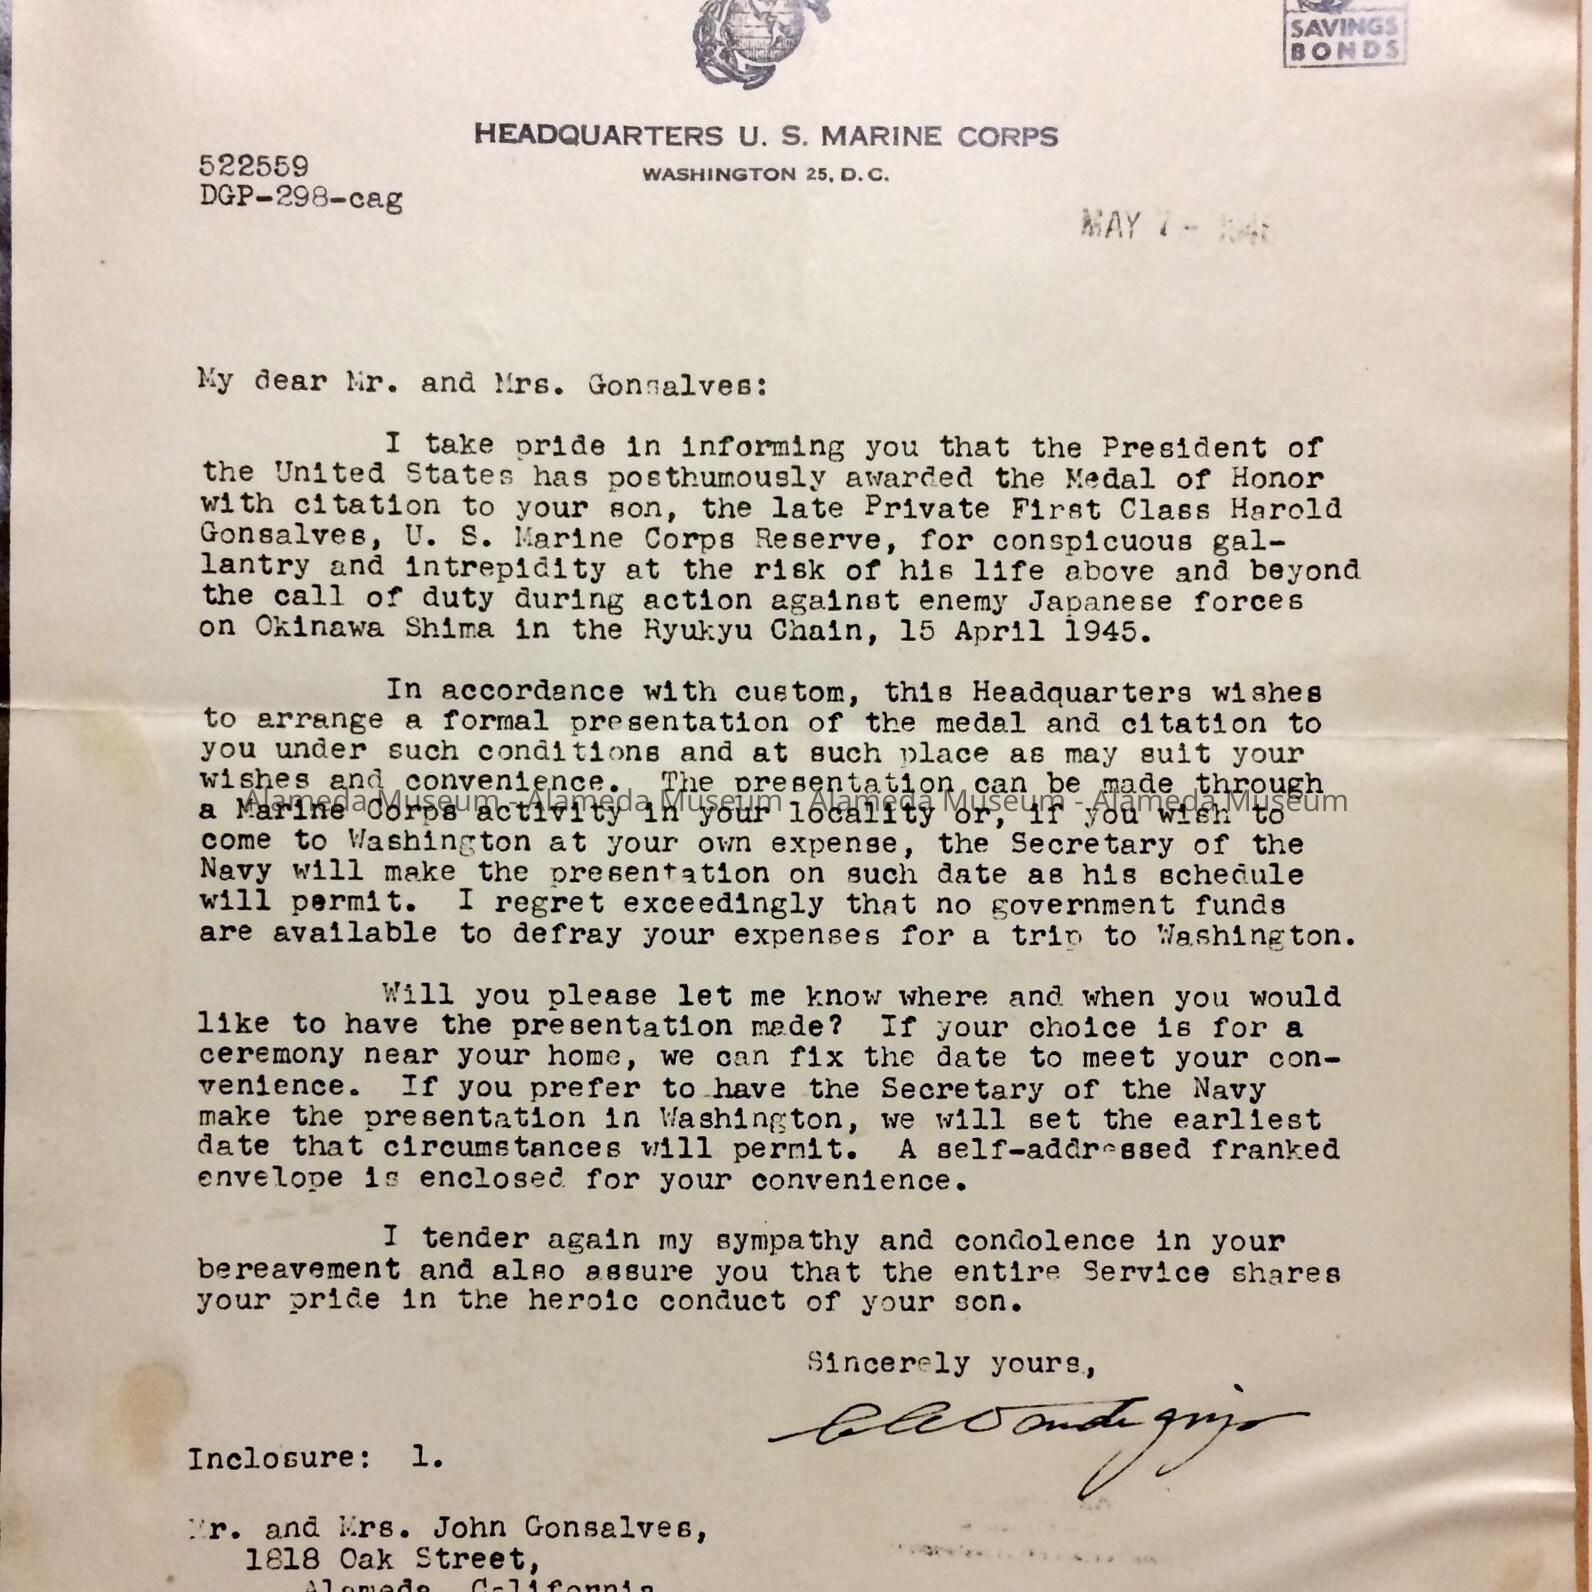 SAVINGS
BONDS
HEADQUARTERS U. S. MARINE CORPS
WASHINGTON 25, D. C.
522559
DGP-298-cag
MAY 7 -
My dear Mr. and Mrs. Gonsalves:
I take pride in informing you that the President of
the United States has posthumously awarded the Medal of Honor
with citation to your son, the late Private First Class Harold
Gonsalves, U. S. Marine Corps Reserve, for conspicuous gal-
lantry and intrepidity at the risk of his life above and beyond
the call of duty during action against enemy Japanese forces
on Okinawa Shima in the Ryukyu Chain, 15 April 1945.
In accordance with custom, this Headquarters wishes
to arrange a formal presentation of the medal and citation to
you under such conditions and at such place as may suit your
wishes and convenience. The presentation can be made through
Alameda Museum - Alameda Museum - Alameda Museum - Alameda Museum
a Marine Corps activity in your locality or, if you wish to
come to Washington at your own expense, the Secretary of the
Navy will make the presentation on such date as his schedule
will permit. I regret exceedingly that no government funds
are available to defray your expenses for a trip to Washington.
Will you please let me know where and when you would
like to have the presentation made? If your choice is for a
ceremony near your home, we can fix the date to meet your con-
venience. If you prefer to have the Secretary of the Navy
make the presentation in Washington, we will set the earliest
date that circumstances will permit. A self-addressed franked
envelope is enclosed for your convenience.
I tender again my sympathy and condolence in your
bereavement and also assure you that the entire Service shares
your pride in the heroic conduct of your son.
Sincerely yours,
AAVandegrift
Inclosure: 1.
Mr. and Mrs. John Gonsalves,
1818 Oak Street,
Alameda, California